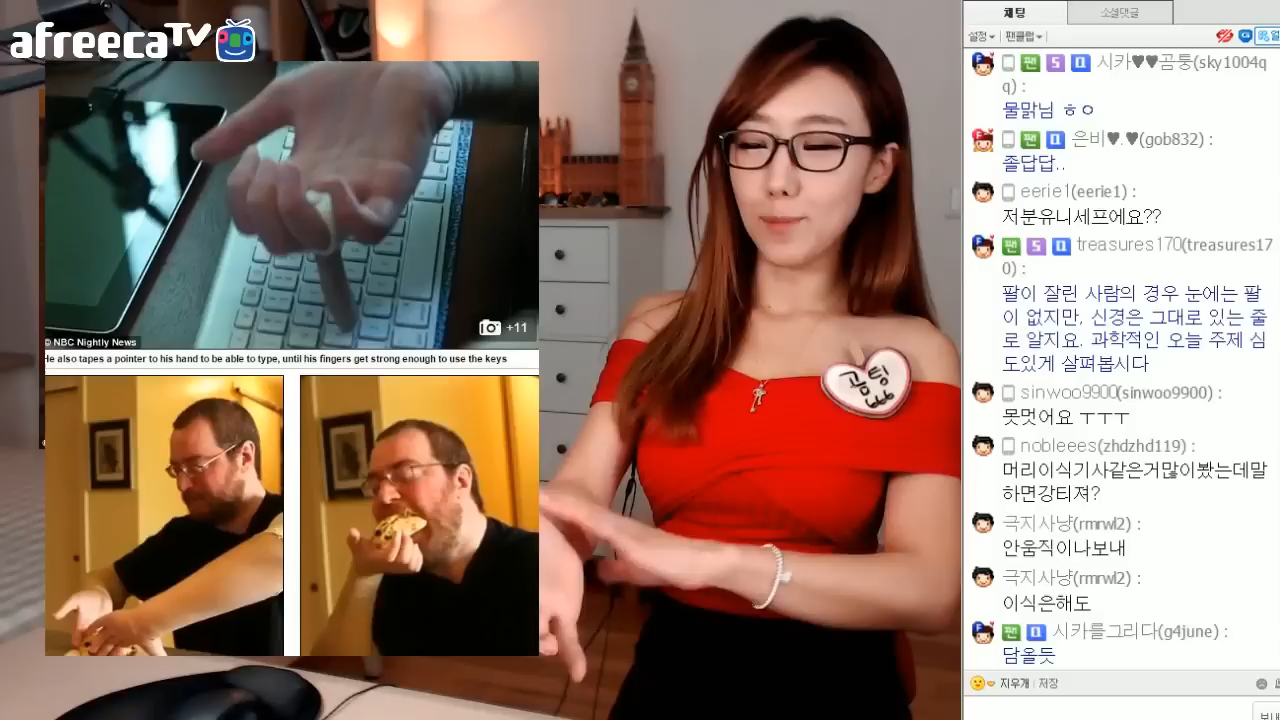 afreecaTV
+11
© NBC Nightly News
He also tapes a pointer to his hand to be able to type, until his fingers get strong enough to use the keys
곰팅
채팅
소셜댓글
설정
팬클럽
팬 S
시카♥♥곰퉁(sky1004q
q) :
물맑님 ㅎㅇ
팬
은비♥.♥(gob832) :
졸답답..
eerie1(eerie1) :
저분유니세프에요??
팬 S
treasures170(treasures17
0) :
팔이 잘린 사람의 경우 눈에는 팔
이 없지만, 신경은 그대로 있는 줄
로 알지요. 과학적인 오늘 주제 심
도있게 살펴봅시다
sinwoo9900(sinwoo9900) :
못멋어요 ㅜㅜㅜ
nobleees(zhdzhd119) :
머리이식기사같은거많이봤는데말
하면강티져?
극지사냥(rmrwl2) :
안움직이나보내
극지사냥(rmrwl2) :
이식은해도
팬
시카를그리다(g4june) :
담올듯
지우개
저장